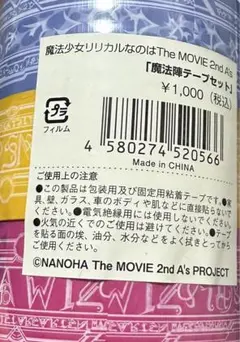 魔法少女リリカルなのはThe MOVIE 2nd A's
「魔法陣テープセット」
￥1,000（税込）
プラ
フィルム
4 580274 520566
Made in CHINA
ご使用上の注意
●この製品は包装用及び固定用粘着テープです。●家
具、壁、ガラス、車のボディや肌などに直接貼らないで
ください。●電気絶縁用には使用しないでください。
●火気の近くでのご使用は避けてください。●テープ
を貼る面の埃、油分、水分などをよく拭きとってから
ご使用ください。
©NANOHA The MOVIE 2nd A's PROJECT